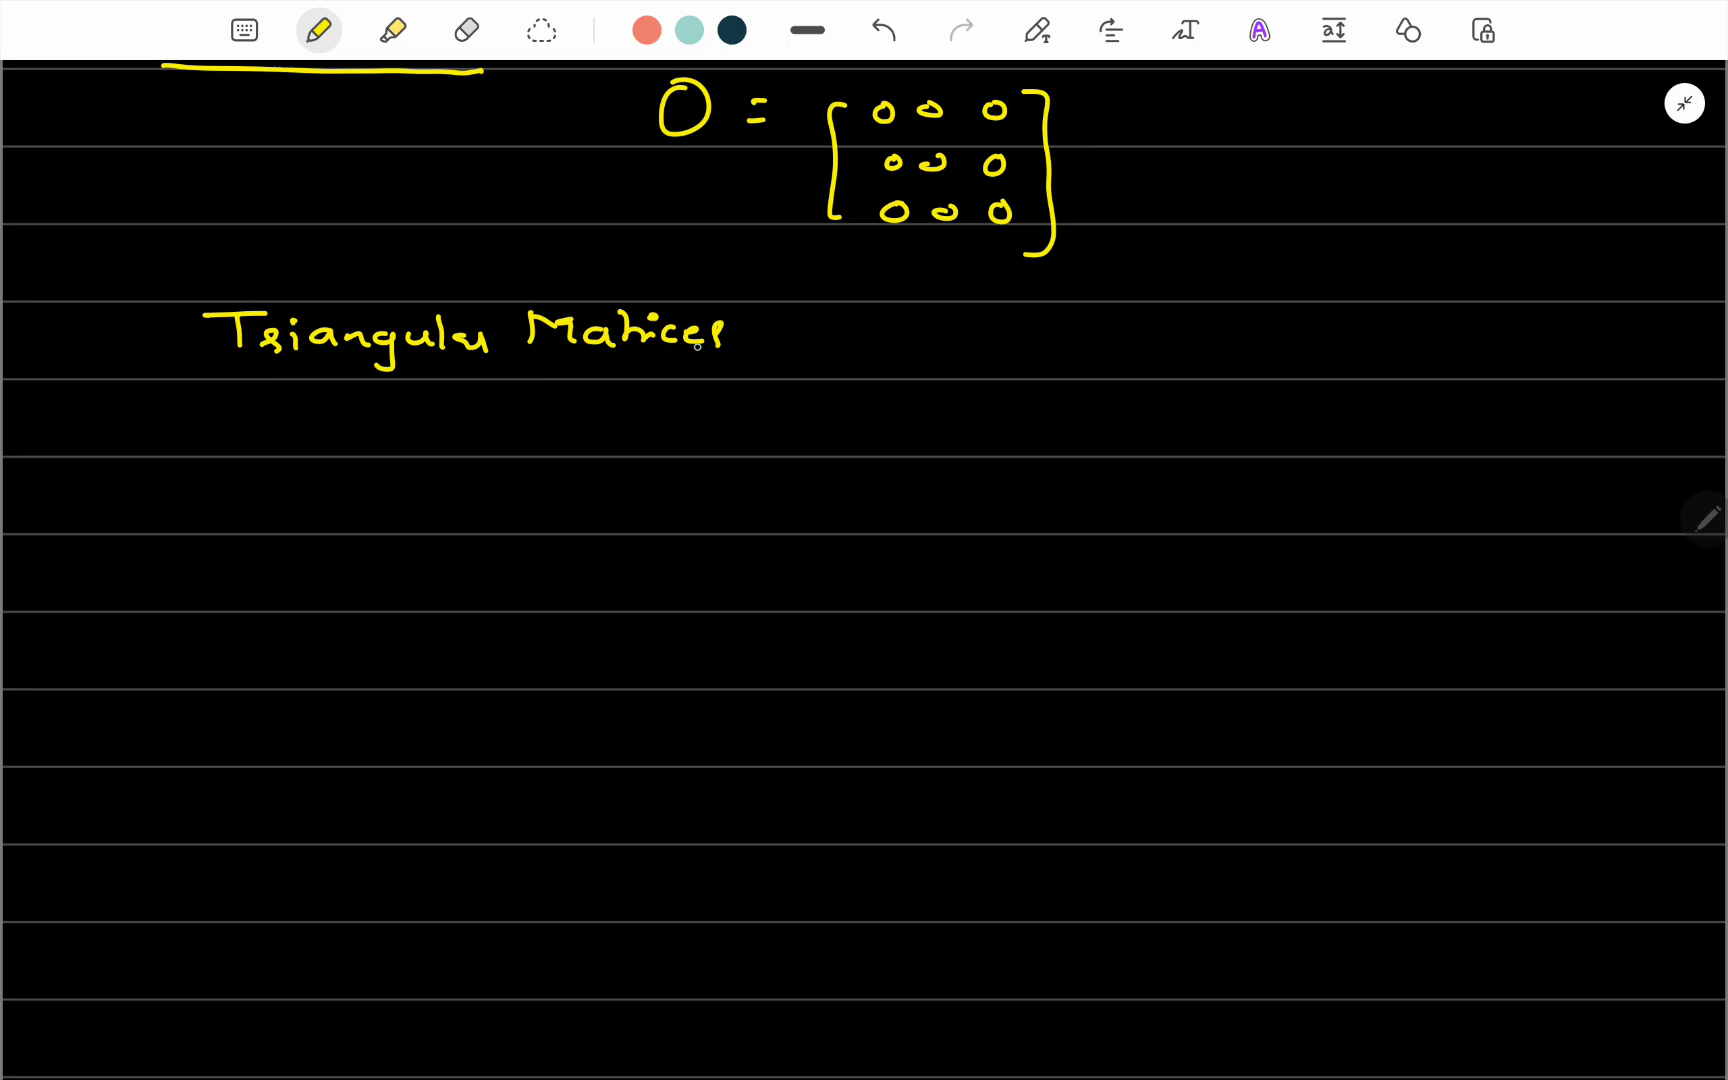 O = [ 0 0 0
0 0 0
0 0 0 ]
Triangular Matrices